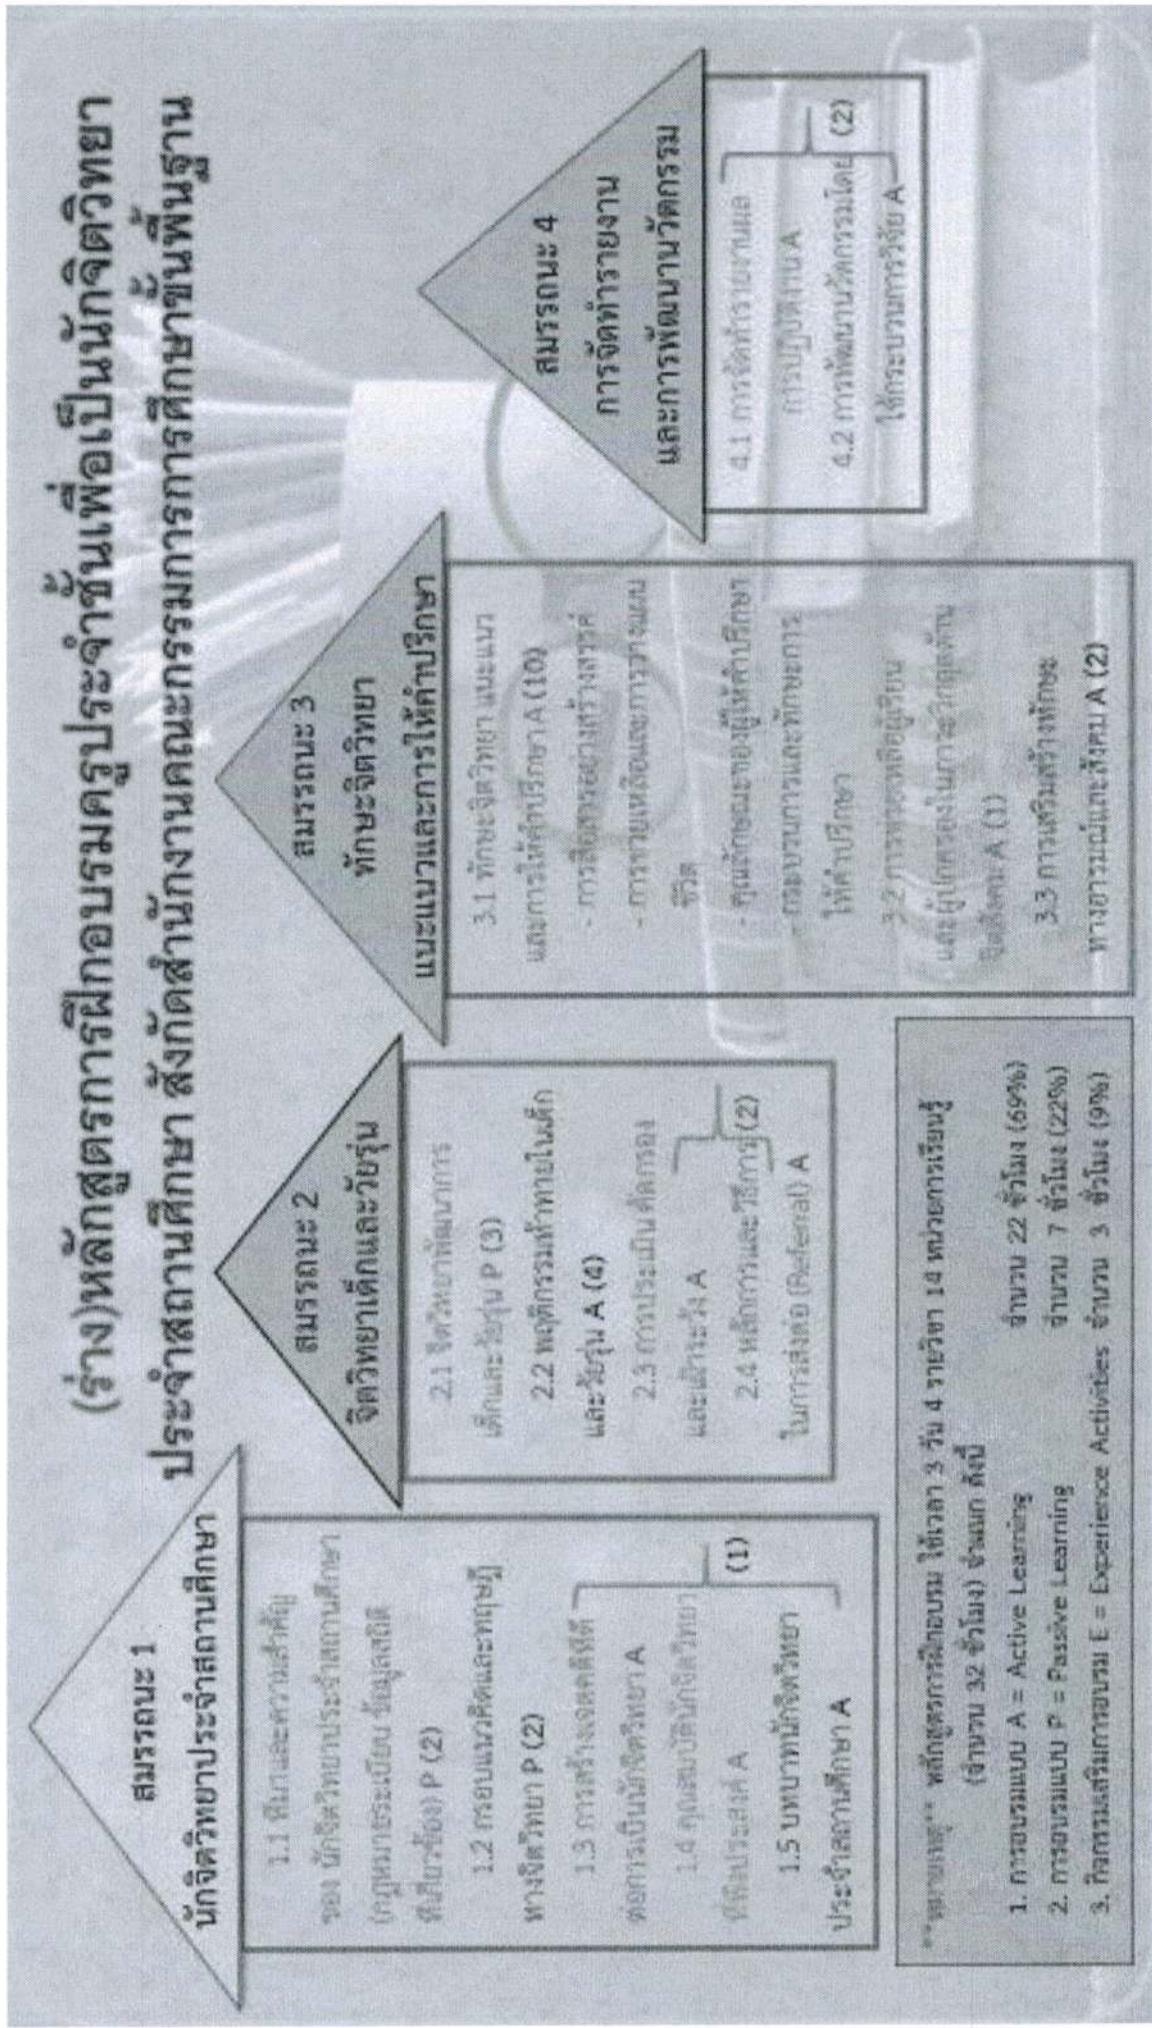 (ร่าง)หลักสูตรการฝึกอบรมครูประจำชั้นเพื่อเป็นนักจิตวิทยา
ประจำสถานศึกษา สังกัดสำนักงานคณะกรรมการการศึกษาขั้นพื้นฐาน
สมรรถนะ 1
นักจิตวิทยาประจำสถานศึกษา
1.1 ที่มาและความสำคัญ
ของ นักจิตวิทยาประจำสถานศึกษา
(กฎหมายระเบียบ ข้อมูลสถิติ
ที่เกี่ยวข้อง) P (2)
1.2 กรอบแนวคิดและทฤษฎี
ทางจิตวิทยา P (2)
1.3 การสร้างเจตคติที่ดี
ต่อการเป็นนักจิตวิทยา A
1.4 คุณสมบัตินักจิตวิทยา
ที่พึงประสงค์ A
1.5 บทบาทนักจิตวิทยา
ประจำสถานศึกษา A
(1)
สมรรถนะ 2
จิตวิทยาเด็กและวัยรุ่น
2.1 จิตวิทยาพัฒนาการ
เด็กและวัยรุ่น P (3)
2.2 พฤติกรรมท้าทายในเด็ก
และวัยรุ่น A (4)
2.3 การประเมิน คัดกรอง
และเฝ้าระวัง A
2.4 หลักการและวิธีการ
ในการส่งต่อ (Referral) A
(2)
สมรรถนะ 3
ทักษะจิตวิทยา
แนะแนวและการให้คำปรึกษา
3.1 ทักษะจิตวิทยา แนะแนว
และการให้คำปรึกษา A (10)
- การสื่อสารอย่างสร้างสรรค์
- การช่วยเหลือและการวางแผน
ชีวิต
- คุณลักษณะของผู้ให้คำปรึกษา
- กระบวนการและทักษะการ
ให้คำปรึกษา
3.2 การช่วยเหลือผู้เรียน
และผู้ปกครองในภาวะวิกฤตด้าน
จิตสังคม A (1)
3.3 การเสริมสร้างทักษะ
ทางอารมณ์และสังคม A (2)
สมรรถนะ 4
การจัดทำรายงาน
และการพัฒนานวัตกรรม
4.1 การจัดทำรายงานผล
การปฏิบัติงาน A
4.2 การพัฒนานวัตกรรมโดย
ใช้กระบวนการวิจัย A
(2)
**หมายเหตุ** หลักสูตรการฝึกอบรม ใช้เวลา 3 วัน 4 รายวิชา 14 หน่วยการเรียนรู้
(จำนวน 32 ชั่วโมง) จำแนก ดังนี้
1. การอบรมแบบ A = Active Learning จำนวน 22 ชั่วโมง (69%)
2. การอบรมแบบ P = Passive Learning จำนวน 7 ชั่วโมง (22%)
3. กิจกรรมเสริมการอบรม E = Experience Activities จำนวน 3 ชั่วโมง (9%)